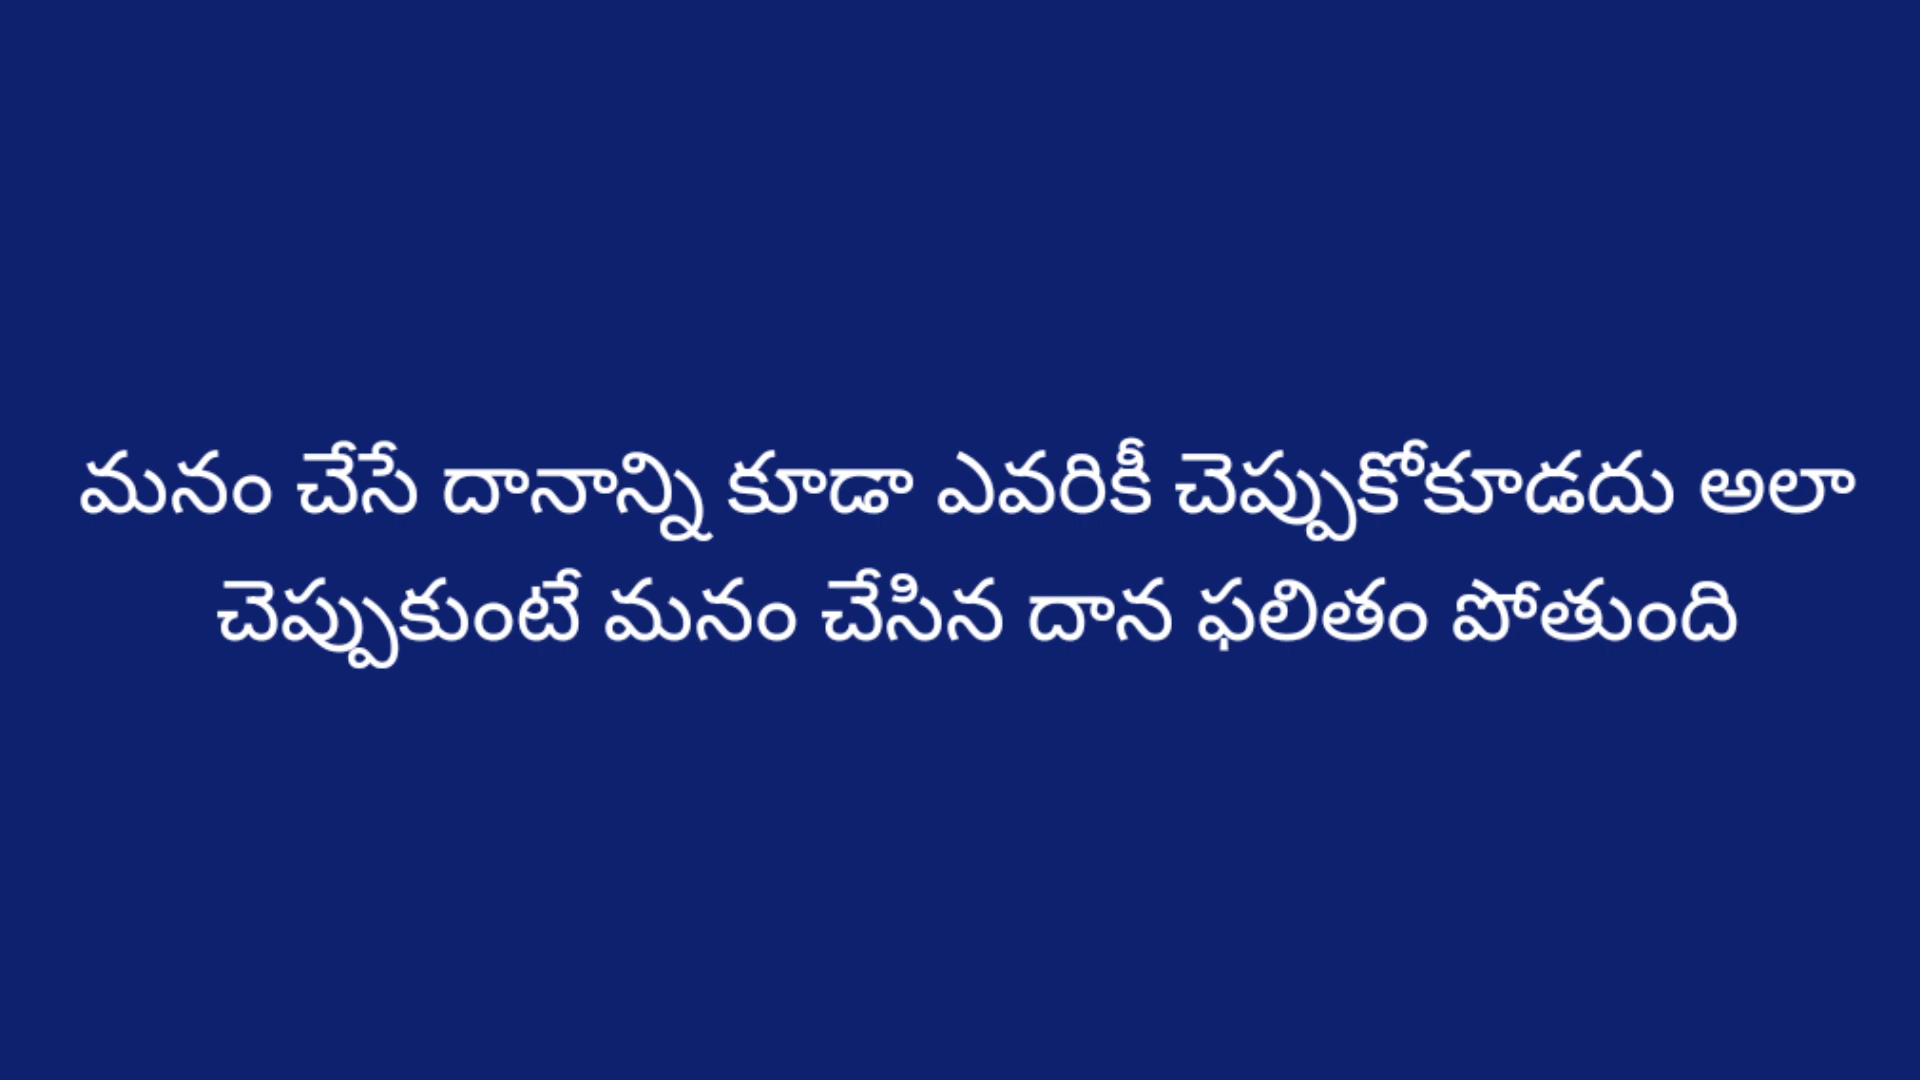 మనం చేసే దానాన్ని కూడా ఎవరికీ చెప్పుకోకూడదు అలా
చెప్పుకుంటే మనం చేసిన దాన ఫలితం పోతుంది